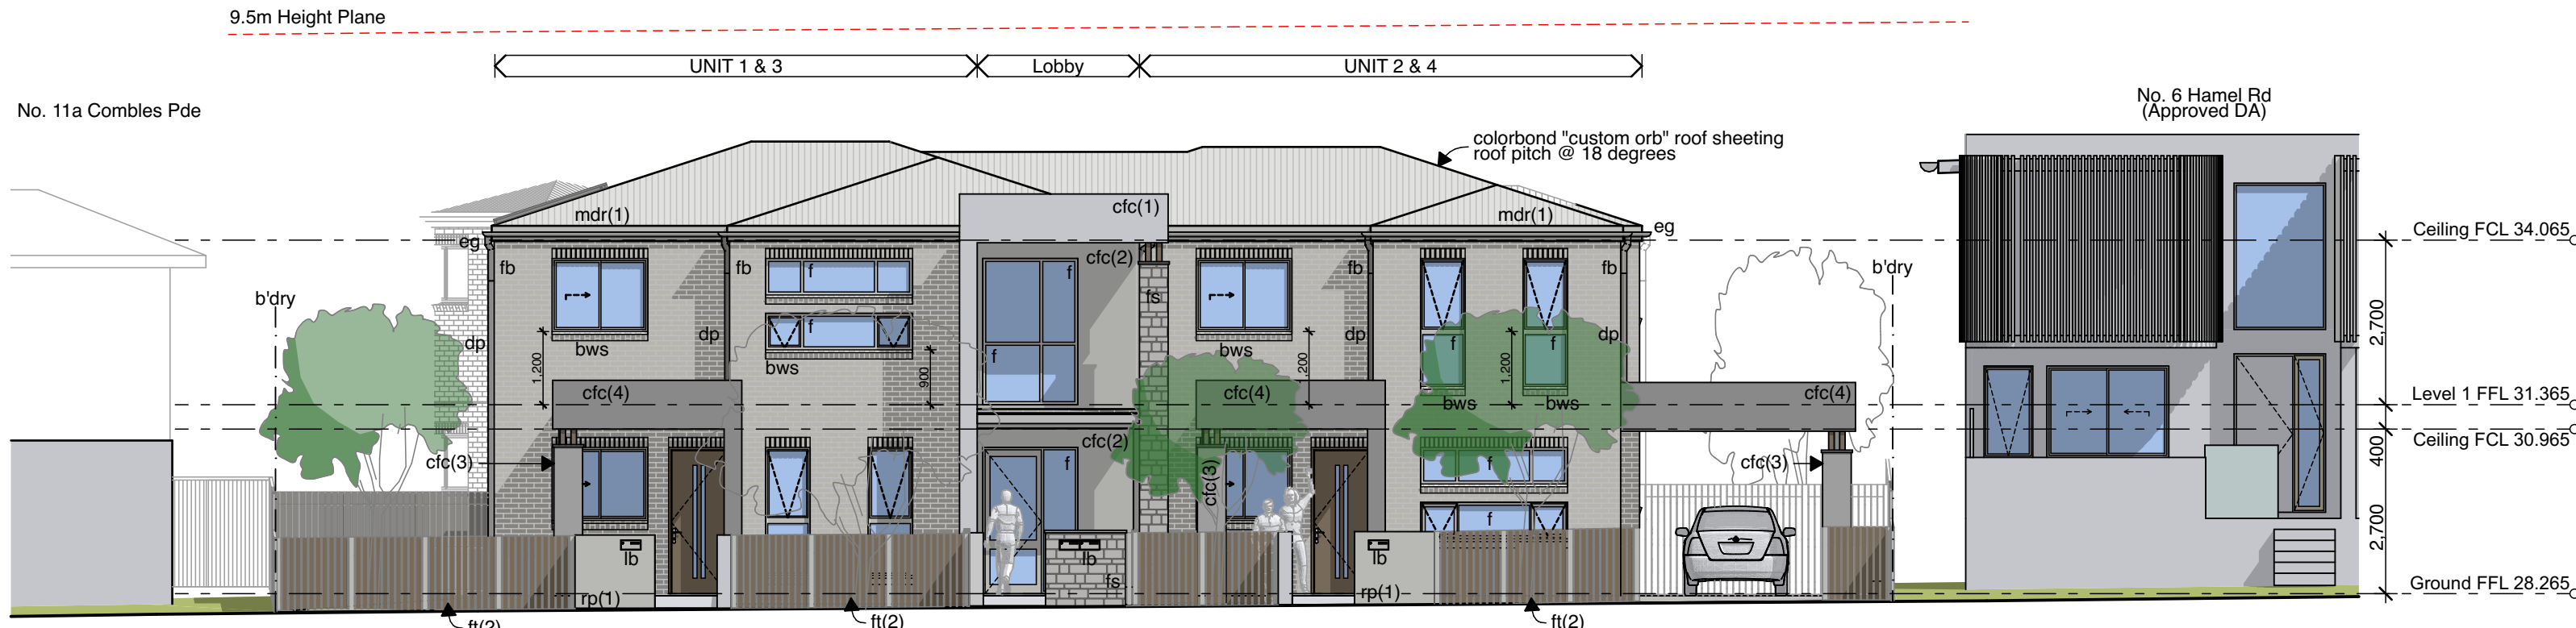 9.5m Height Plane
UNIT 1 & 3
Lobby
UNIT 2 & 4
No. 11a Combles Pde
No. 6 Hamel Rd
(Approved DA)
colorbond "custom orb" roof sheeting
roof pitch @ 18 degrees
cfc(1)
mdr(1)
mdr(1)
eg
eg
Ceiling FCL 34.065
fb
fb
f
cfc(2)
f
fb
fb
b'dry
b'dry
fs
2,700
f
dp
dp
dp
dp
bws
bws
f
f
f
bws
1,200
900
1,200
1,200
cfc(4)
cfc(4)
cfc(4)
bws
bws
Level 1 FFL 31.365
Ceiling FCL 30.965
400
cfc(2)
cfc(3)
f
cfc(3)
f
cfc(3)
f
2,700
lb
lb
lb
fs
rp(1)
rp(1)
Ground FFL 28.265
ft(2)
ft(2)
ft(2)